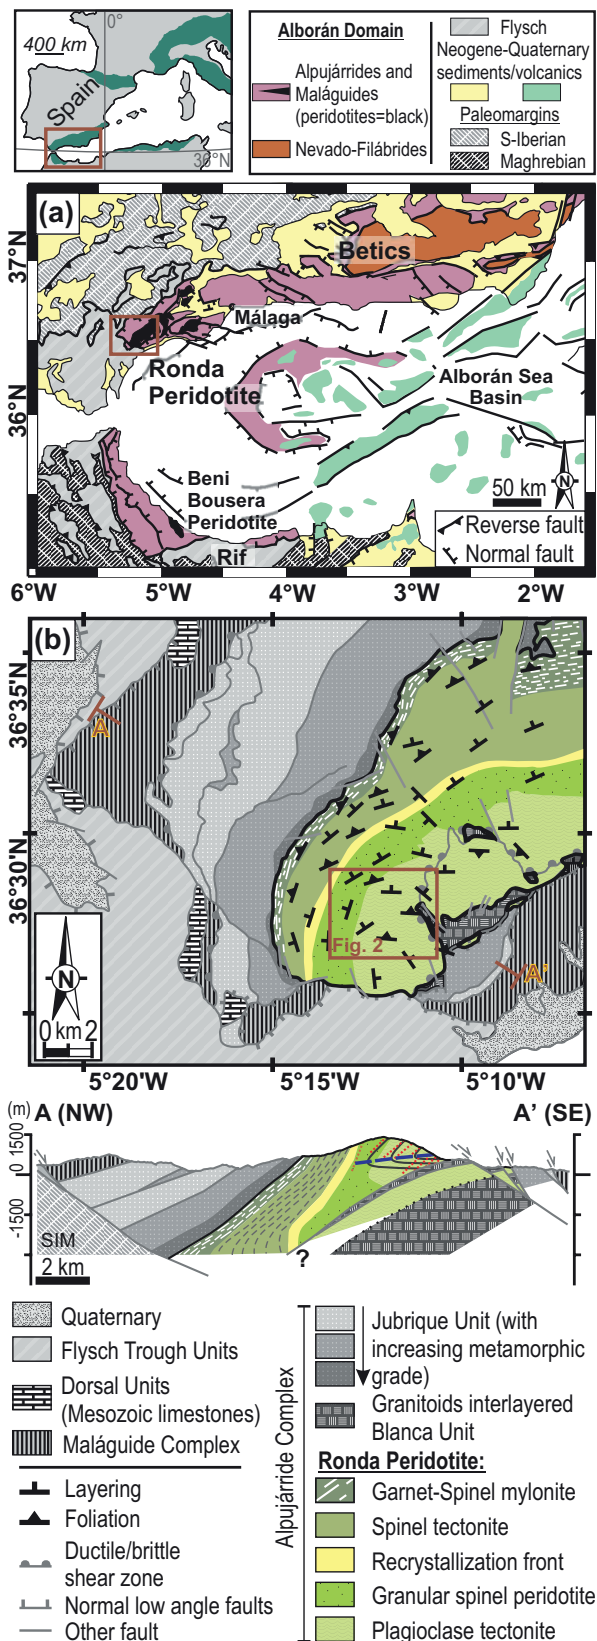 0°
400 km
Spain
36°N
Alborán Domain
Alpujárrides and
Maláguides
(peridotites=black)
Nevado-Filábrides
Flysch
Neogene-Quaternary
sediments/volcanics
Paleomargins
S-Iberian
Maghrebian
(a)
37°N
36°N
Betics
Málaga
Ronda
Peridotite
Alborán Sea
Basin
Beni
Bousera
Peridotite
Rif
N
50 km
Reverse fault
Normal fault
6°W
5°W
4°W
3°W
2°W
(b)
36°35'N
36°30'N
A
Fig. 2
A'
N
0 km 2
5°20'W
5°15'W
5°10'W
(m) A (NW)
A' (SE)
1500
0
-1500
SIM
?
2 km
Quaternary
Flysch Trough Units
Dorsal Units
(Mesozoic limestones)
Maláguide Complex
Layering
Foliation
Ductile/brittle
shear zone
Normal low angle faults
Other fault
Alpujárride Complex
Jubrique Unit (with
increasing metamorphic
grade)
Granitoids interlayered
Blanca Unit
Ronda Peridotite:
Garnet-Spinel mylonite
Spinel tectonite
Recrystallization front
Granular spinel peridotite
Plagioclase tectonite